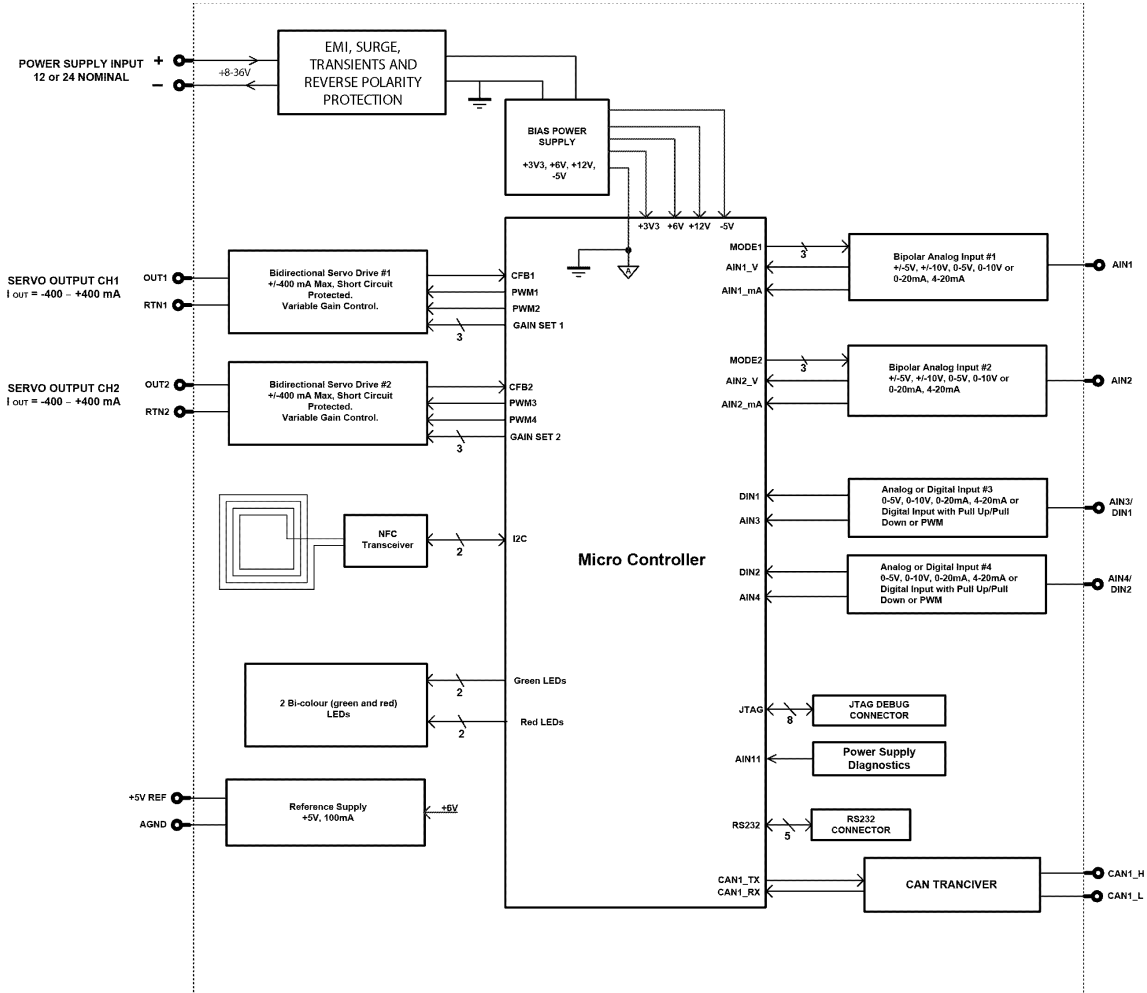 POWER SUPPLY INPUT
12 or 24 NOMINAL
+
–
+8-36V
EMI, SURGE,
TRANSIENTS AND
REVERSE POLARITY
PROTECTION
BIAS POWER
SUPPLY
+3V3, +6V, +12V,
-5V
+3V3 +6V +12V -5V
A
SERVO OUTPUT CH1
I OUT = -400 – +400 mA
OUT1
RTN1
Bidirectional Servo Drive #1
+/-400 mA Max, Short Circuit
Protected.
Variable Gain Control.
3
CFB1
PWM1
PWM2
GAIN SET 1
SERVO OUTPUT CH2
I OUT = -400 – +400 mA
OUT2
RTN2
Bidirectional Servo Drive #2
+/-400 mA Max, Short Circuit
Protected.
Variable Gain Control.
3
CFB2
PWM3
PWM4
GAIN SET 2
NFC
Transceiver
2
I2C
Micro Controller
2 Bi-colour (green and red)
LEDs
2
Green LEDs
2
Red LEDs
+5V REF
AGND
Reference Supply
+5V, 100mA
+6V
MODE1
AIN1_V
AIN1_mA
3
Bipolar Analog Input #1
+/-5V, +/-10V, 0-5V, 0-10V or
0-20mA, 4-20mA
AIN1
MODE2
AIN2_V
AIN2_mA
3
Bipolar Analog Input #2
+/-5V, +/-10V, 0-5V, 0-10V or
0-20mA, 4-20mA
AIN2
DIN1
AIN3
Analog or Digital Input #3
0-5V, 0-10V, 0-20mA, 4-20mA or
Digital Input with Pull Up/Pull
Down or PWM
AIN3/
DIN1
DIN2
AIN4
Analog or Digital Input #4
0-5V, 0-10V, 0-20mA, 4-20mA or
Digital Input with Pull Up/Pull
Down or PWM
AIN4/
DIN2
JTAG
8
JTAG DEBUG
CONNECTOR
AIN11
Power Supply
Diagnostics
RS232
5
RS232
CONNECTOR
CAN1_TX
CAN1_RX
CAN TRANCIVER
CAN1_H
CAN1_L